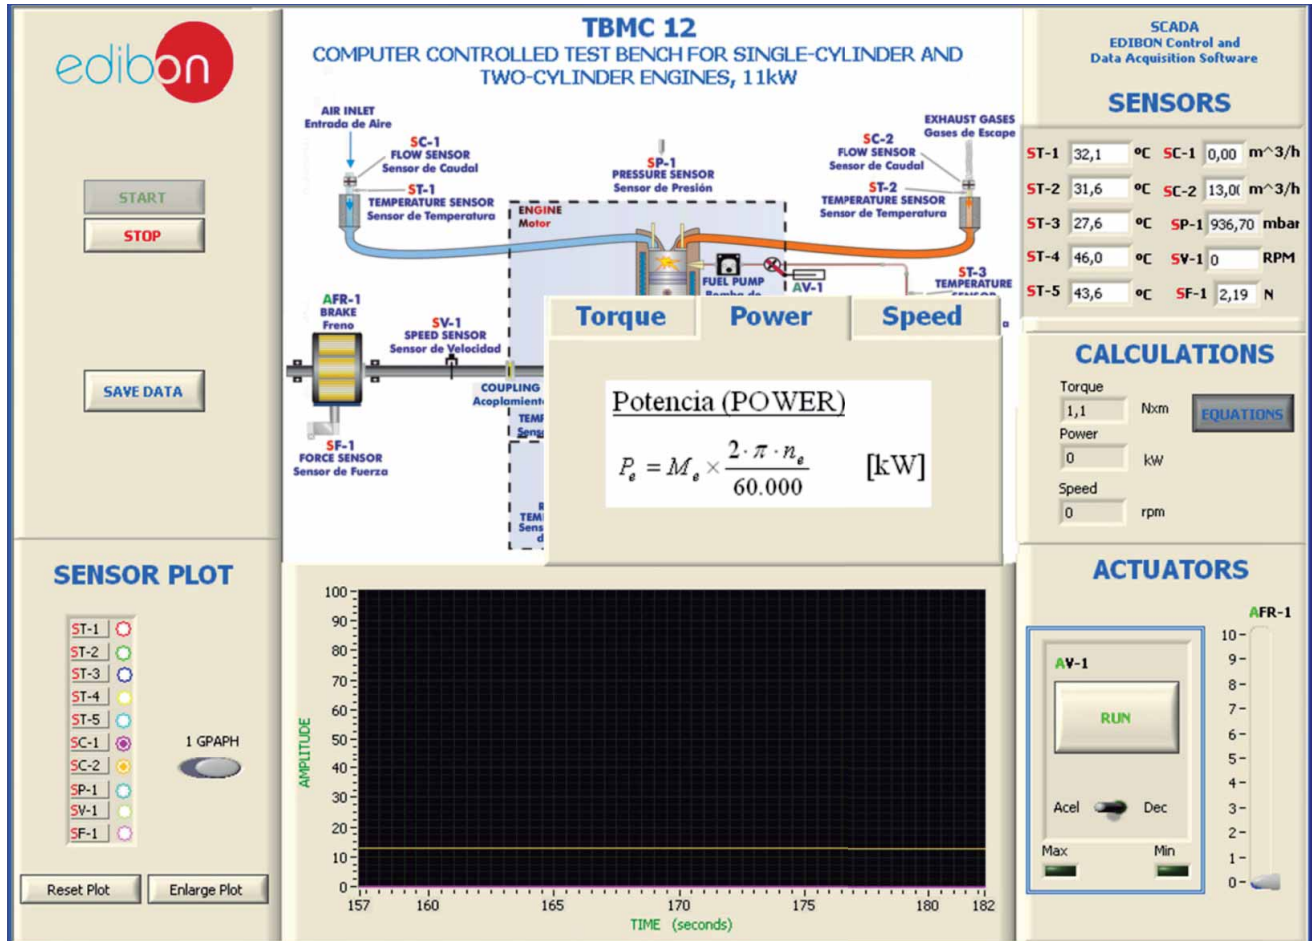 edibon
START
STOP
SAVE DATA
TBMC 12
COMPUTER CONTROLLED TEST BENCH FOR SINGLE-CYLINDER AND
TWO-CYLINDER ENGINES, 11kW
AIR INLET
Entrada de Aire
SC-1
FLOW SENSOR
Sensor de Caudal
ST-1
TEMPERATURE SENSOR
Sensor de Temperatura
SP-1
PRESSURE SENSOR
Sensor de Presión
EXHAUST GASES
Gases de Escape
SC-2
FLOW SENSOR
Sensor de Caudal
ST-2
TEMPERATURE SENSOR
Sensor de Temperatura
ENGINE
Motor
FUEL PUMP
Bomba de
AV-1
ST-3
TEMPERATURE
AFR-1
BRAKE
Freno
SV-1
SPEED SENSOR
Sensor de Velocidad
COUPLING
Acoplamiento
SF-1
FORCE SENSOR
Sensor de Fuerza
Torque
Power
Speed
Potencia (POWER)
P_e = M_e × 2·π·n_e / 60.000 [kW]
SCADA
EDIBON Control and
Data Acquisition Software
SENSORS
ST-1 32,1 ºC SC-1 0,00 m^3/h
ST-2 31,6 ºC SC-2 13,0 m^3/h
ST-3 27,6 ºC SP-1 936,70 mbar
ST-4 46,0 ºC SV-1 0 RPM
ST-5 43,6 ºC SF-1 2,19 N
CALCULATIONS
Torque
1,1 Nxm
EQUATIONS
Power
0 kW
Speed
0 rpm
SENSOR PLOT
ST-1
ST-2
ST-3
ST-4
ST-5
SC-1
SC-2
SP-1
SV-1
SF-1
1 GPAPH
Reset Plot
Enlarge Plot
AMPLITUDE
100
90
80
70
60
50
40
30
20
10
0
157 160 165 170 175 180 182
TIME (seconds)
ACTUATORS
AFR-1
10
9
8
7
6
5
4
3
2
1
0
AV-1
RUN
Acel
Dec
Max
Min